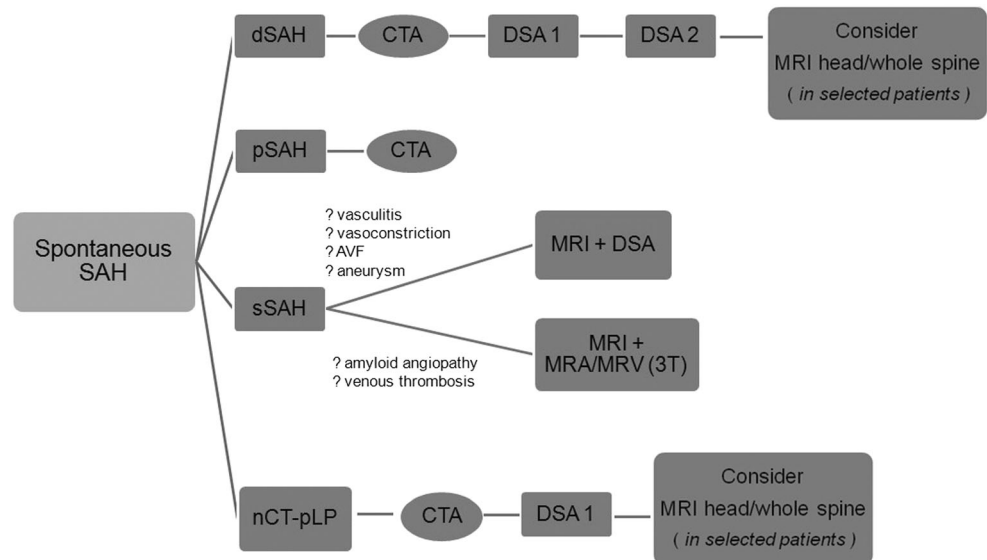 dSAH
CTA
DSA 1
DSA 2
Consider
MRI head/whole spine
( in selected patients )
pSAH
CTA
Spontaneous
SAH
? vasculitis
? vasoconstriction
? AVF
? aneurysm
MRI + DSA
sSAH
MRI +
MRA/MRV (3T)
? amyloid angiopathy
? venous thrombosis
nCT-pLP
CTA
DSA 1
Consider
MRI head/whole spine
( in selected patients )